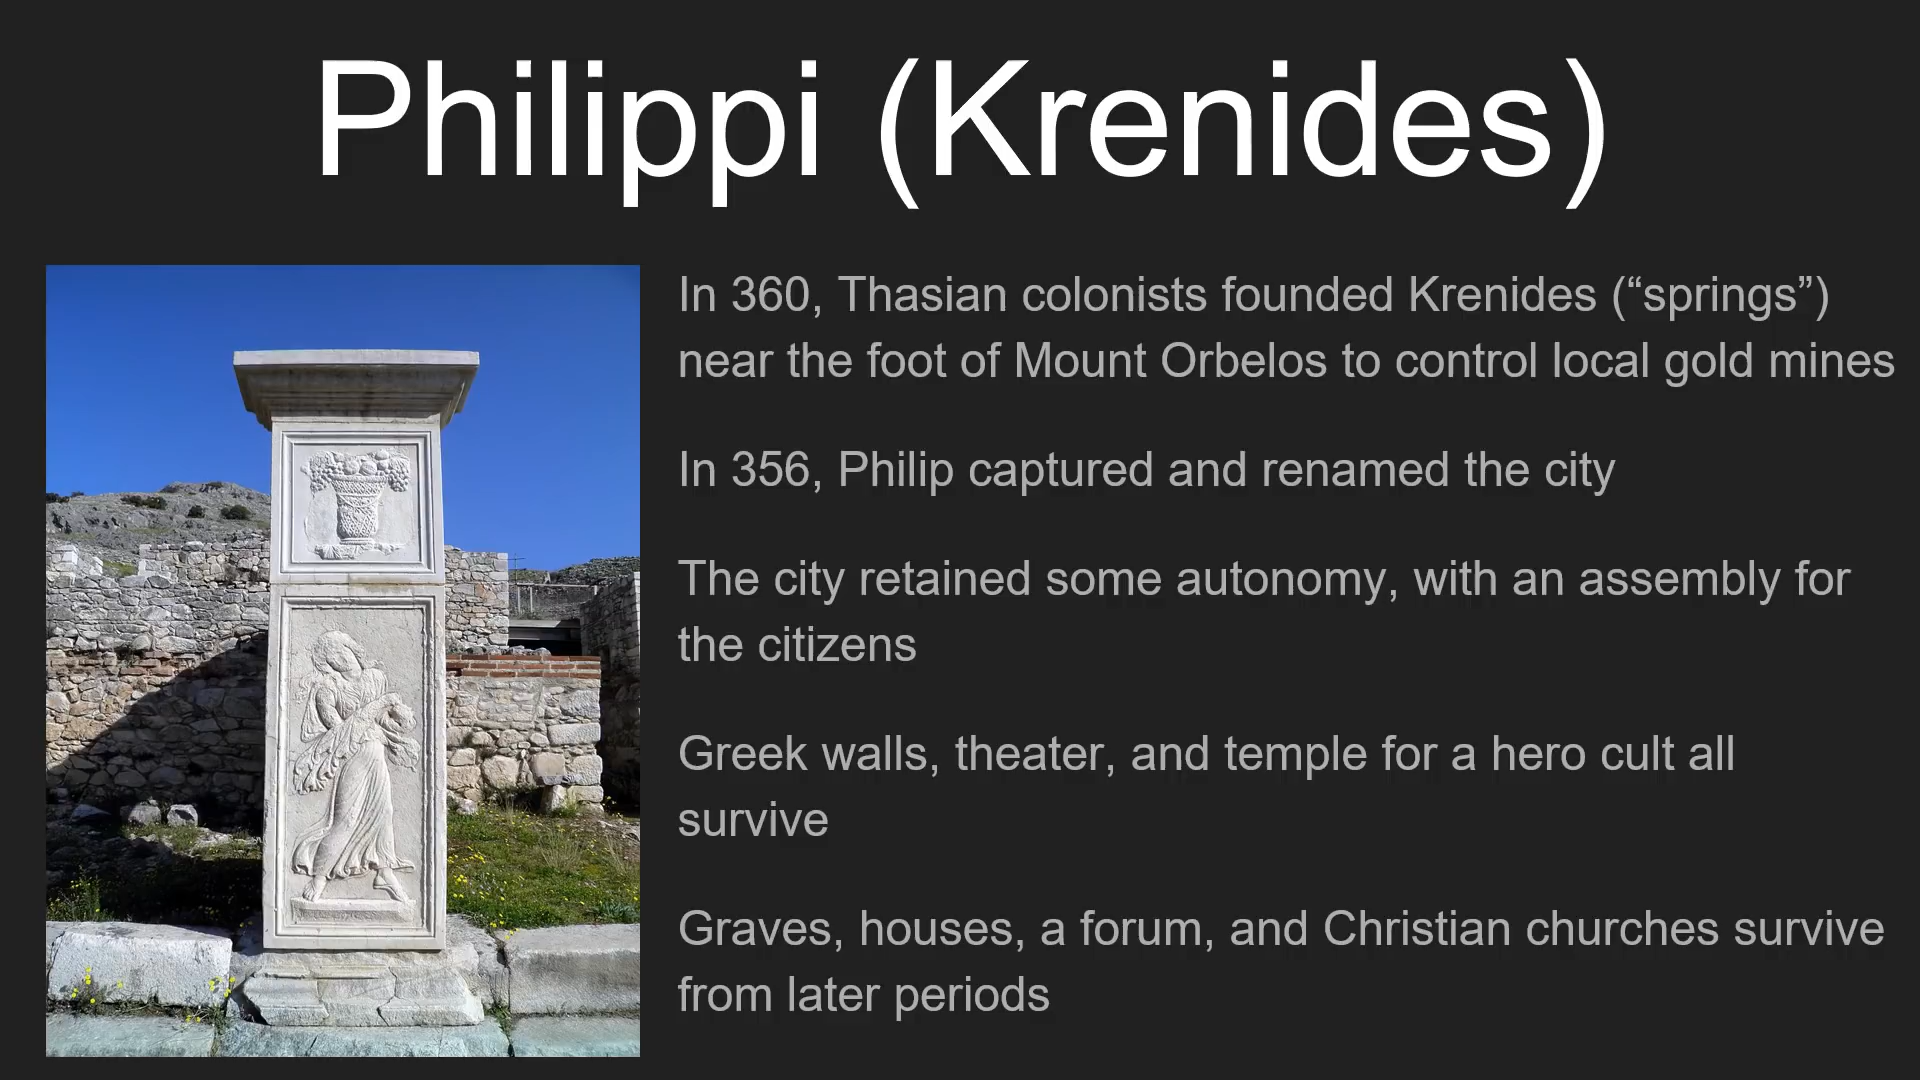 Philippi (Krenides)
In 360, Thasian colonists founded Krenides (“springs”)
near the foot of Mount Orbelos to control local gold mines
In 356, Philip captured and renamed the city
The city retained some autonomy, with an assembly for
the citizens
Greek walls, theater, and temple for a hero cult all
survive
Graves, houses, a forum, and Christian churches survive
from later periods